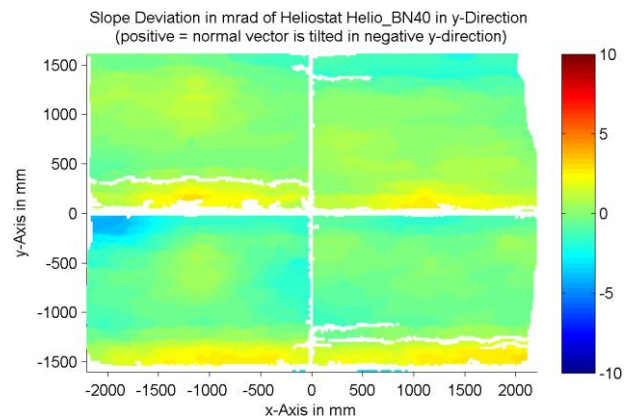 Slope Deviation in mrad of Heliostat Helio_BN40 in y-Direction
(positive = normal vector is tilted in negative y-direction)
1500
1000
500
0
-500
-1000
-1500
y-Axis in mm
-2000 -1500 -1000 -500 0 500 1000 1500 2000
x-Axis in mm
10
5
0
-5
-10